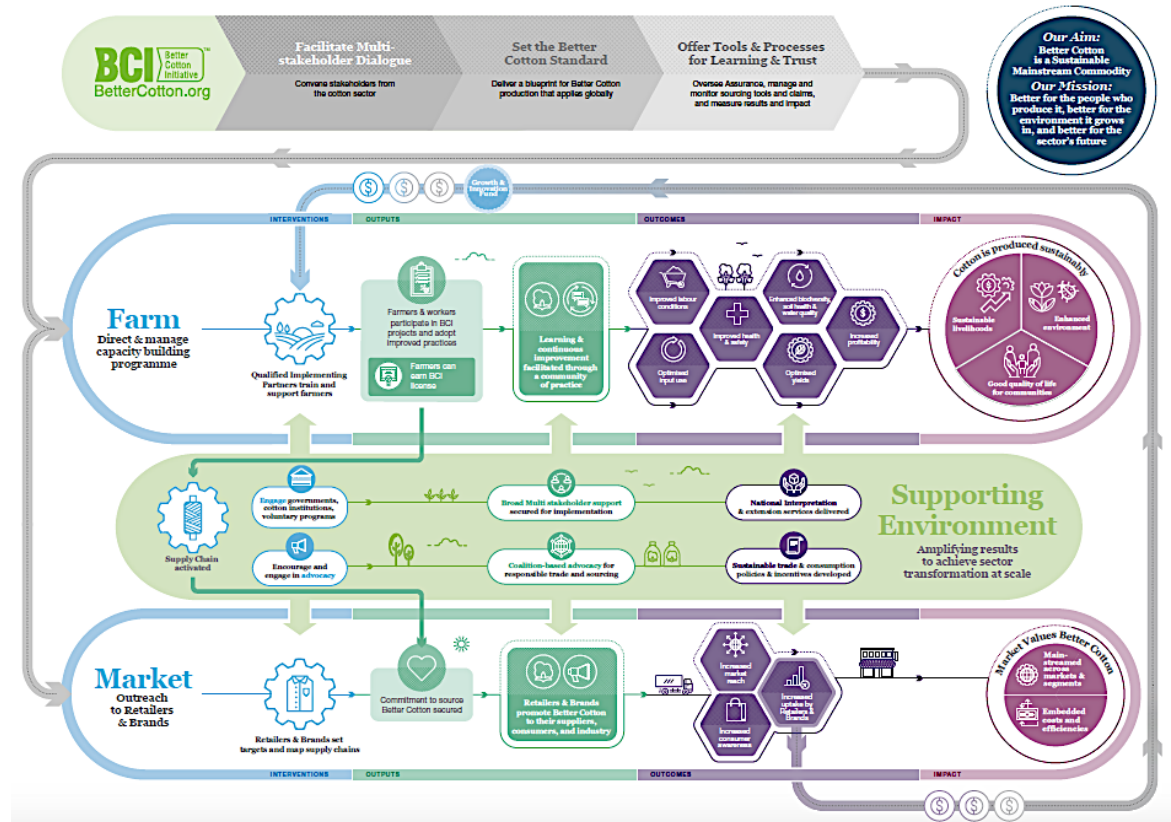 BCI
Better
Cotton
Initiative
™
BetterCotton.org
Facilitate Multi-
stakeholder Dialogue
Convene stakeholders from
the cotton sector
Set the Better
Cotton Standard
Deliver a blueprint for Better Cotton
production that applies globally
Offer Tools & Processes
for Learning & Trust
Oversee Assurance, manage and
monitor sourcing tools and claims,
and measure results and impact
Our Aim:
Better Cotton
is a Sustainable
Mainstream Commodity
Our Mission:
Better for the people who
produce it, better for the
environment it grows
in, and better for the
sector's future
$ $ $
Growth &
Innovation
Fund
INTERVENTIONS
OUTPUTS
OUTCOMES
IMPACT
Farm
Direct & manage
capacity building
programme
Qualified Implementing
Partners train and
support farmers
Farmers & workers
participate in BCI
projects and adopt
improved practices
Farmers can
earn BCI
license
Learning &
continuous
improvement
facilitated through
a community
of practice
Improved labour
conditions
Optimised
input use
Improved health
& safety
Enhanced biodiversity,
soil health &
water quality
Optimised
yields
Increased
profitability
Cotton is produced sustainably
Sustainable
livelihoods
Enhanced
environment
Good quality of life
for communities
Supply Chain
activated
Engage governments,
cotton institutions,
voluntary programs
Broad Multi stakeholder support
secured for implementation
National Interpretation
& extension services delivered
Encourage and
engage in advocacy
Coalition-based advocacy for
responsible trade and sourcing
Sustainable trade & consumption
policies & incentives developed
Supporting
Environment
Amplifying results
to achieve sector
transformation at scale
Market
Outreach
to Retailers
& Brands
Retailers & Brands set
targets and map supply chains
Commitment to source
Better Cotton secured
Retailers & Brands
promote Better Cotton
to their suppliers,
consumers, and industry
Increased
market
reach
Increased
consumer
awareness
Increased
uptake by
Retailers &
Brands
Market Values Better Cotton
Main-
streamed
across
markets &
segments
Embedded
costs and
efficiencies
INTERVENTIONS
OUTPUTS
OUTCOMES
IMPACT
$ $ $